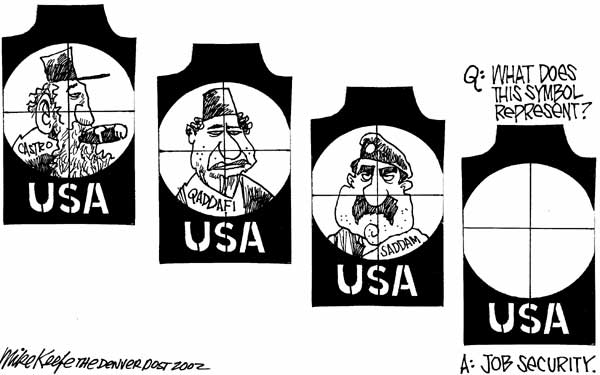 CASTRO
USA
QADDAFI
USA
SADDAM
USA
Q: WHAT DOES
THIS SYMBOL
REPRESENT?
USA
A: JOB SECURITY.
Mike Keefe THE DENVER POST 2002